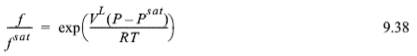 f/f^sat = exp(V^L(P − P^sat)/RT) 9.38